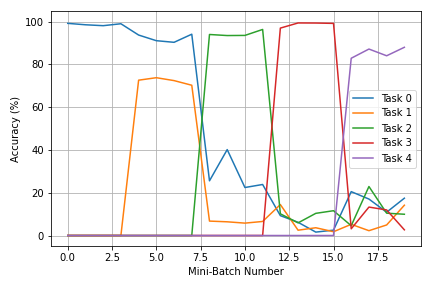 100
80
60
40
20
0
Accuracy (%)
0.0 2.5 5.0 7.5 10.0 12.5 15.0 17.5
Mini-Batch Number
Task 0
Task 1
Task 2
Task 3
Task 4